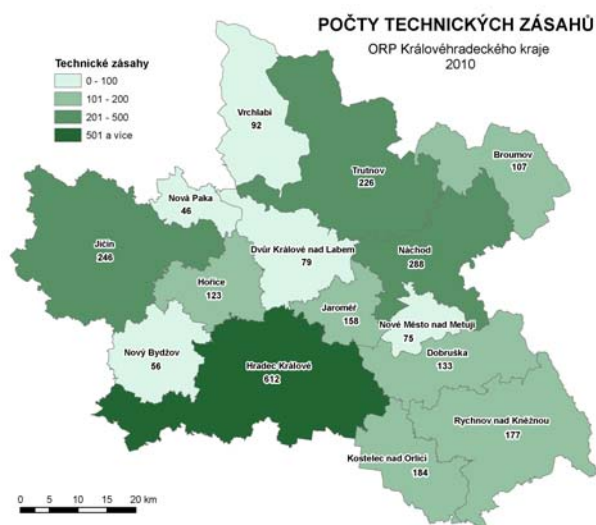 POČTY TECHNICKÝCH ZÁSAHŮ
ORP Královéhradeckého kraje
2010
Technické zásahy
0 - 100
101 - 200
201 - 500
501 a více
Vrchlabí
92
Trutnov
226
Broumov
107
Nová Paka
46
Jičín
246
Dvůr Králové nad Labem
79
Náchod
288
Hořice
123
Jaroměř
158
Nové Město nad Metují
75
Nový Bydžov
56
Hradec Králové
612
Dobruška
133
Rychnov nad Kněžnou
177
Kostelec nad Orlicí
184
0 5 10 15 20 km